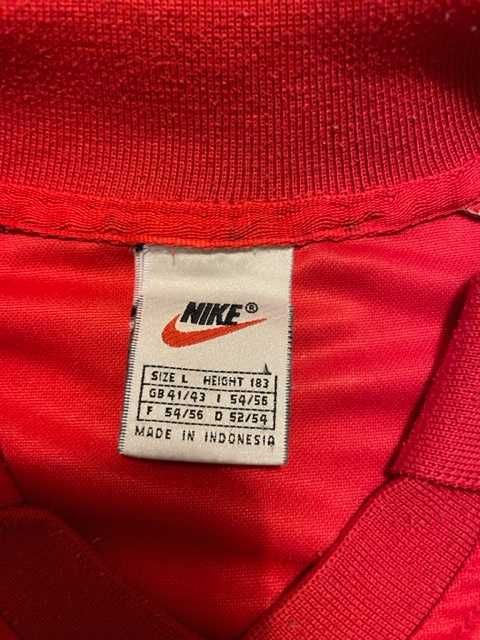 NIKE®
SIZE L HEIGHT 183
GB 41/43 I 54/56
F 54/56 D 52/54
MADE IN INDONESIA